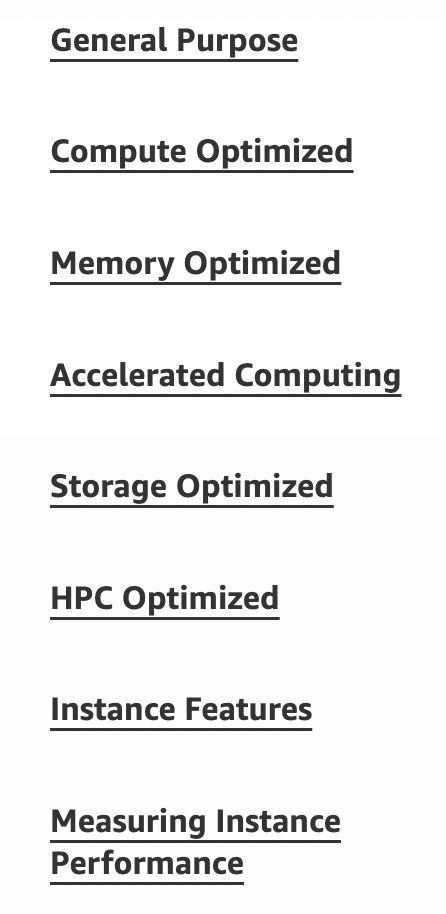 General Purpose
Compute Optimized
Memory Optimized
Accelerated Computing
Storage Optimized
HPC Optimized
Instance Features
Measuring Instance
Performance